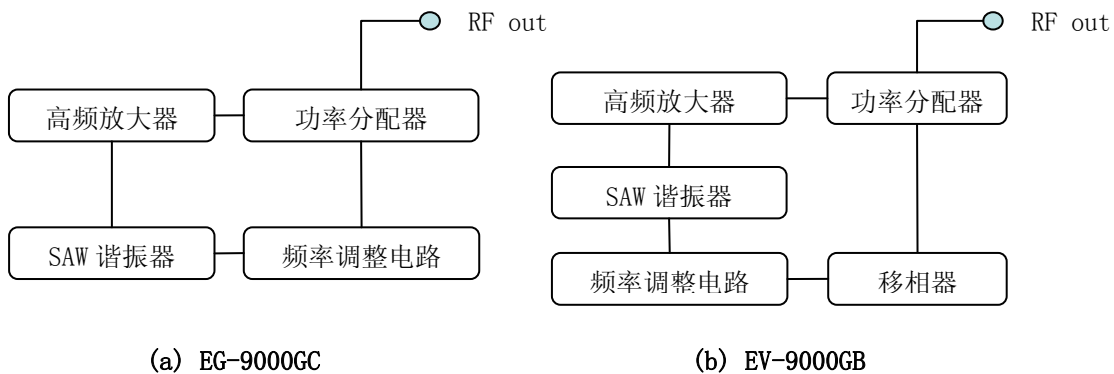 RF out
高频放大器
功率分配器
SAW 谐振器
频率调整电路
(a) EG-9000GC
RF out
高频放大器
功率分配器
SAW 谐振器
频率调整电路
移相器
(b) EV-9000GB